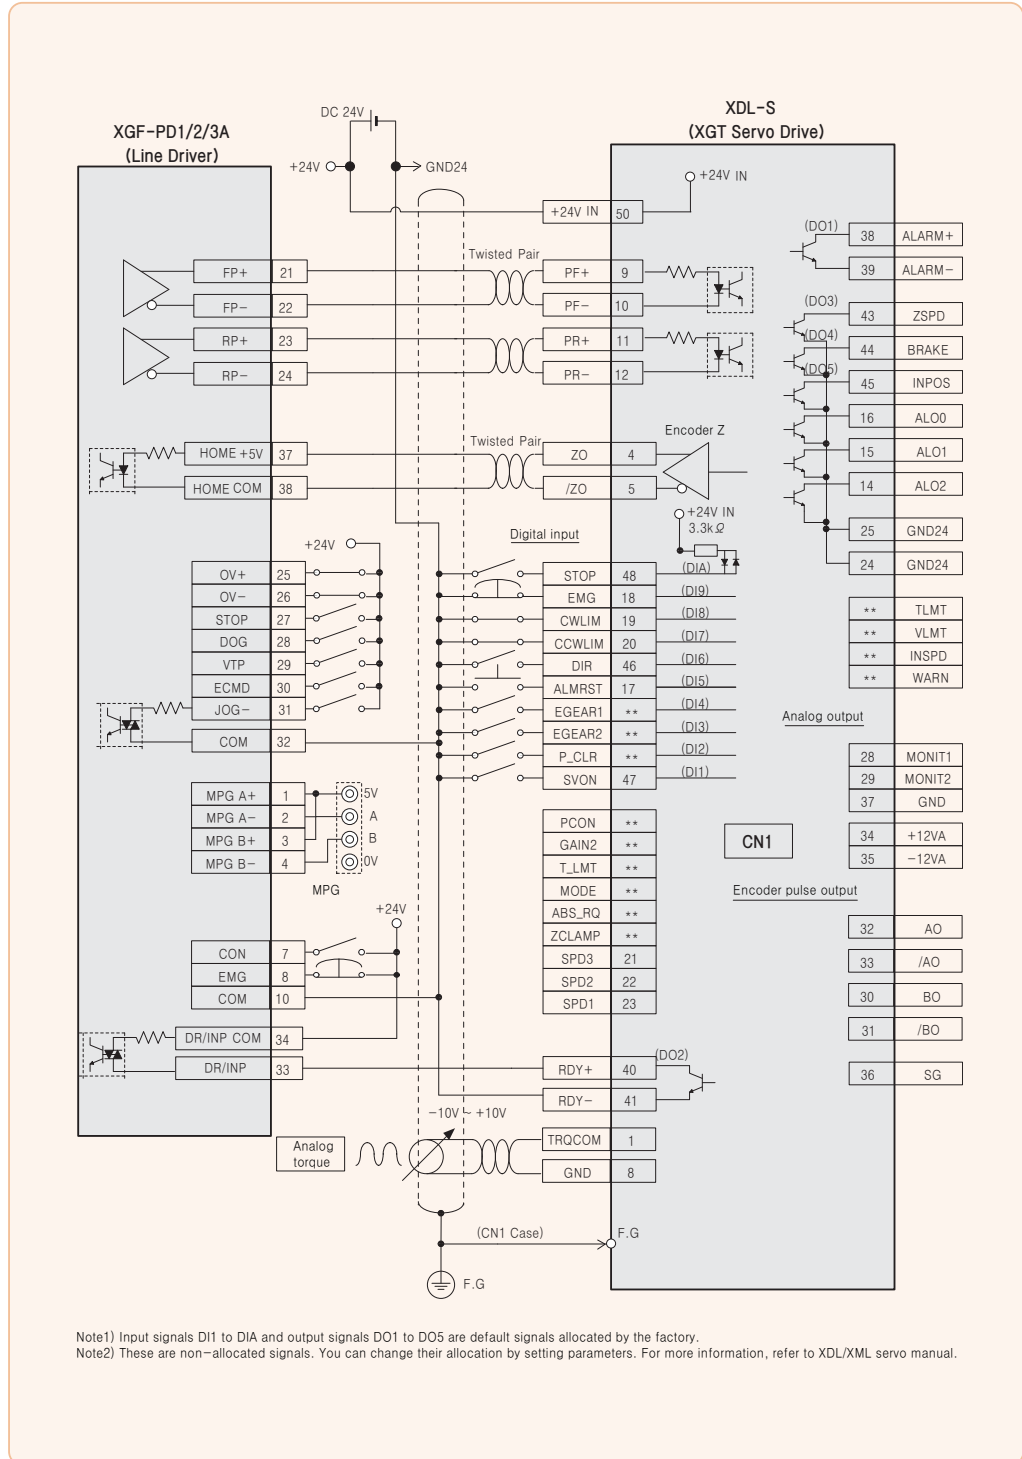 XGF-PD1/2/3A
(Line Driver)
DC 24V
+24V
GND24
XDL-S
(XGT Servo Drive)
+24V IN
+24V IN 50
Twisted Pair
FP+ 21
FP- 22
RP+ 23
RP- 24
PF+ 9
PF- 10
PR+ 11
PR- 12
HOME +5V 37
HOME COM 38
Twisted Pair
ZO 4
/ZO 5
Encoder Z
+24V IN
3.3kΩ
+24V
OV+ 25
OV- 26
STOP 27
DOG 28
VTP 29
ECMD 30
JOG- 31
COM 32
Digital input
STOP 48 (DIA)
EMG 18 (DI9)
CWLIM 19 (DI8)
CCWLIM 20 (DI7)
DIR 46 (DI6)
ALMRST 17 (DI5)
EGEAR1 ** (DI4)
EGEAR2 ** (DI3)
P_CLR ** (DI2)
SVON 47 (DI1)
MPG A+ 1
MPG A- 2
MPG B+ 3
MPG B- 4
5V
A
B
0V
MPG
PCON **
GAIN2 **
T_LMT **
MODE **
ABS_RQ **
ZCLAMP **
SPD3 21
SPD2 22
SPD1 23
+24V
CON 7
EMG 8
COM 10
DR/INP COM 34
DR/INP 33
RDY+ 40
RDY- 41
(DO2)
-10V ~ +10V
Analog
torque
TRQCOM 1
GND 8
(CN1 Case)
F.G
F.G
(DO1)
38 ALARM+
39 ALARM-
(DO3)
43 ZSPD
(DO4)
44 BRAKE
(DO5)
45 INPOS
16 ALO0
15 ALO1
14 ALO2
25 GND24
24 GND24
** TLMT
** VLMT
** INSPD
** WARN
Analog output
28 MONIT1
29 MONIT2
37 GND
34 +12VA
35 -12VA
CN1
Encoder pulse output
32 AO
33 /AO
30 BO
31 /BO
36 SG
Note1) Input signals DI1 to DIA and output signals DO1 to DO5 are default signals allocated by the factory.
Note2) These are non-allocated signals. You can change their allocation by setting parameters. For more information, refer to XDL/XML servo manual.